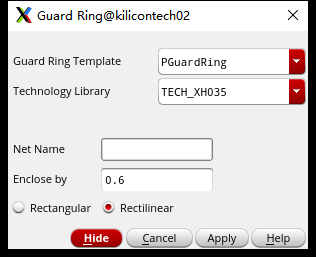 Guard Ring@kilicontech02
Guard Ring Template PGuardRing
Technology Library TECH_XH035
Net Name
Enclose by 0.6
Rectangular Rectilinear
Hide Cancel Apply Help